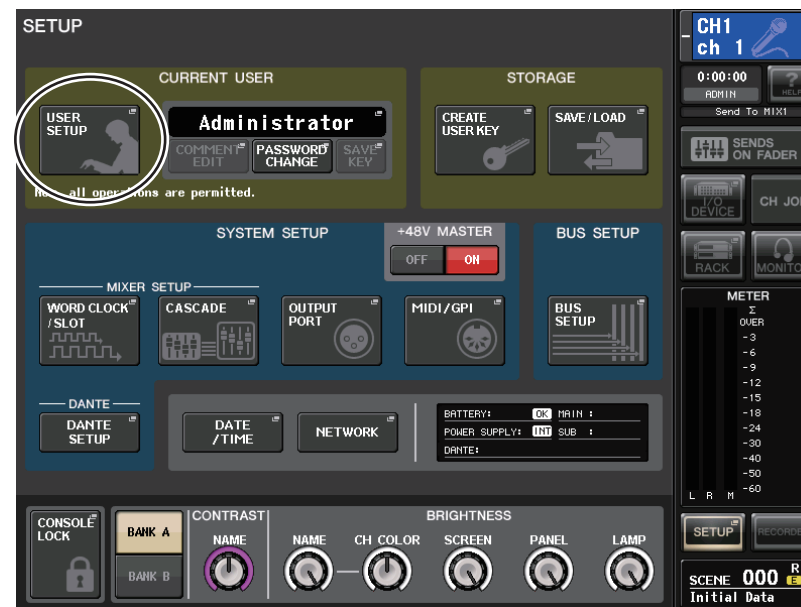 SETUP
CURRENT USER
USER
SETUP
Administrator
COMMENT
EDIT
PASSWORD
CHANGE
SAVE
KEY
all operations are permitted.
STORAGE
CREATE
USER KEY
SAVE/LOAD
SYSTEM SETUP
+48V MASTER
OFF
ON
BUS SETUP
MIXER SETUP
WORD CLOCK
/SLOT
CASCADE
OUTPUT
PORT
MIDI/GPI
BUS
SETUP
DANTE
DANTE
SETUP
DATE
/TIME
NETWORK
BATTERY: OK MAIN :
POWER SUPPLY: INT SUB :
DANTE:
CONSOLE
LOCK
BANK A
BANK B
CONTRAST
NAME
BRIGHTNESS
NAME
CH COLOR
SCREEN
PANEL
LAMP
CH1
ch 1
0:00:00
ADMIN
?
HELP
Send To MIX1
SENDS
ON FADER
I/O
DEVICE
CH JO
RACK
MONITO
METER
Σ
OVER
-3
-6
-9
-12
-15
-18
-24
-30
-40
-50
-60
L R M
SETUP
RECORDE
SCENE 000 R
E
Initial Data